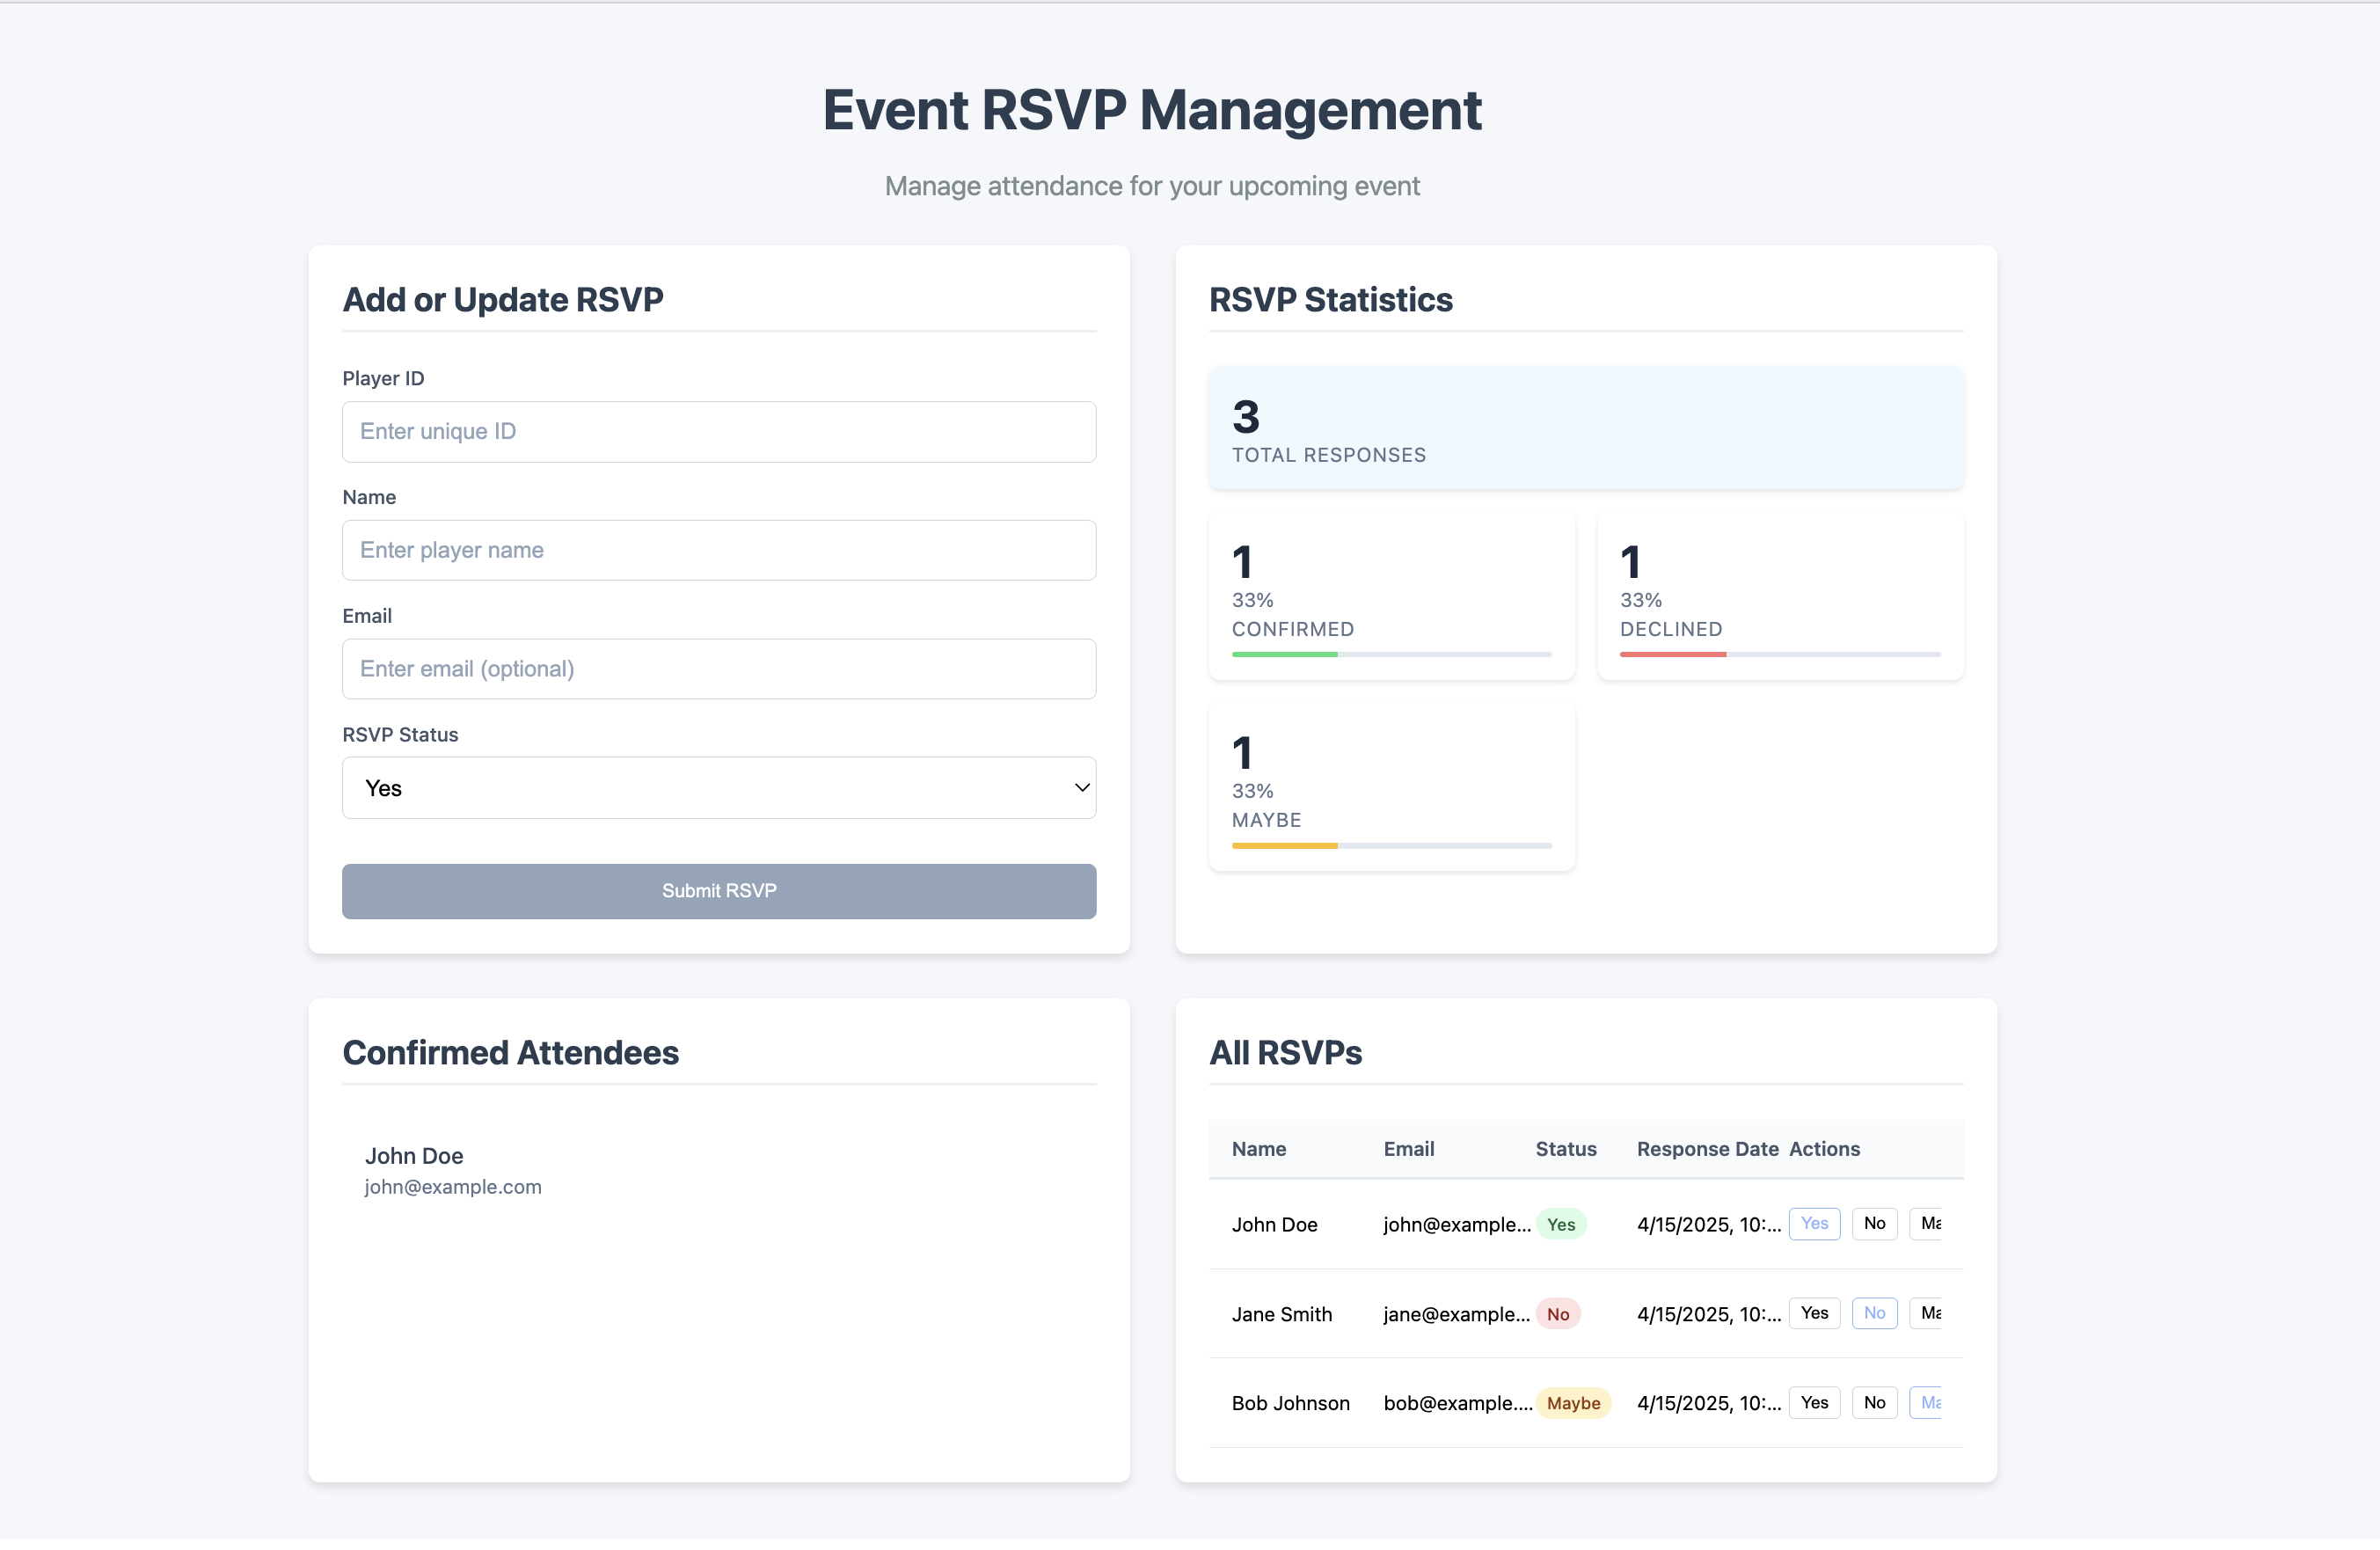 Event RSVP Management
Manage attendance for your upcoming event
Add or Update RSVP
Player ID
Enter unique ID
Name
Enter player name
Email
Enter email (optional)
RSVP Status
Yes
Submit RSVP
RSVP Statistics
3
TOTAL RESPONSES
1
33%
CONFIRMED
1
33%
DECLINED
1
33%
MAYBE
Confirmed Attendees
John Doe
john@example.com
All RSVPs
Name Email Status Response Date Actions
John Doe john@example... Yes 4/15/2025, 10:... Yes No Ma
Jane Smith jane@example... No 4/15/2025, 10:... Yes No Ma
Bob Johnson bob@example.... Maybe 4/15/2025, 10:... Yes No Ma